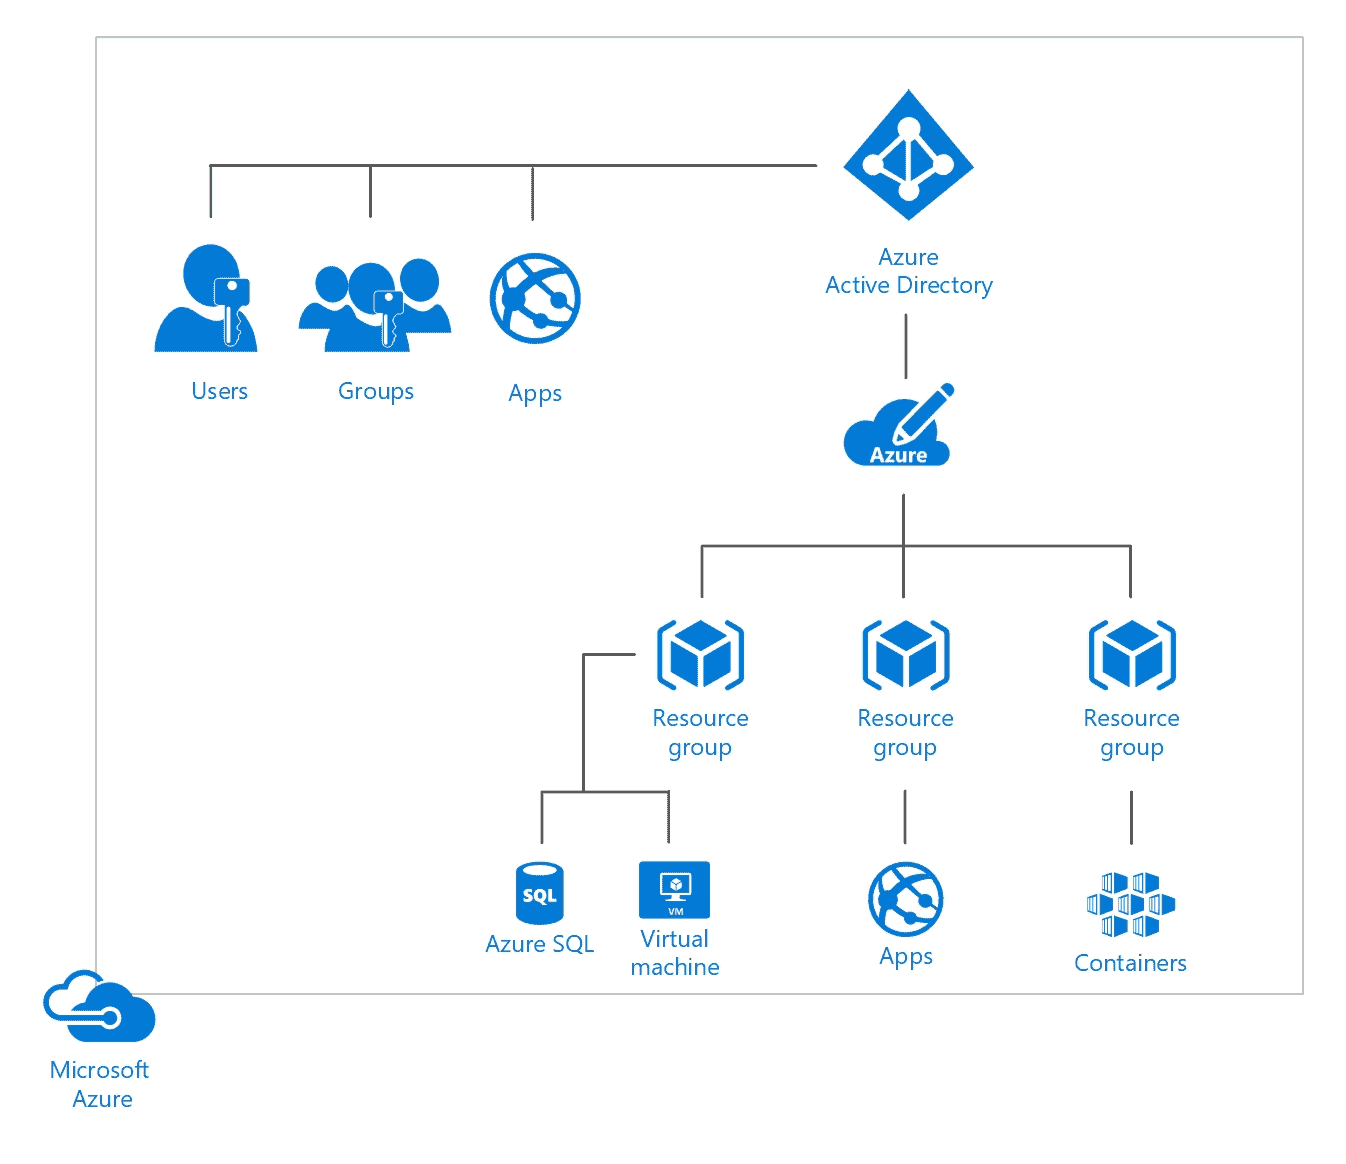 Azure
Active Directory
Users
Groups
Apps
Azure
Resource
group
Resource
group
Resource
group
SQL
Azure SQL
VM
Virtual
machine
Apps
Containers
Microsoft
Azure